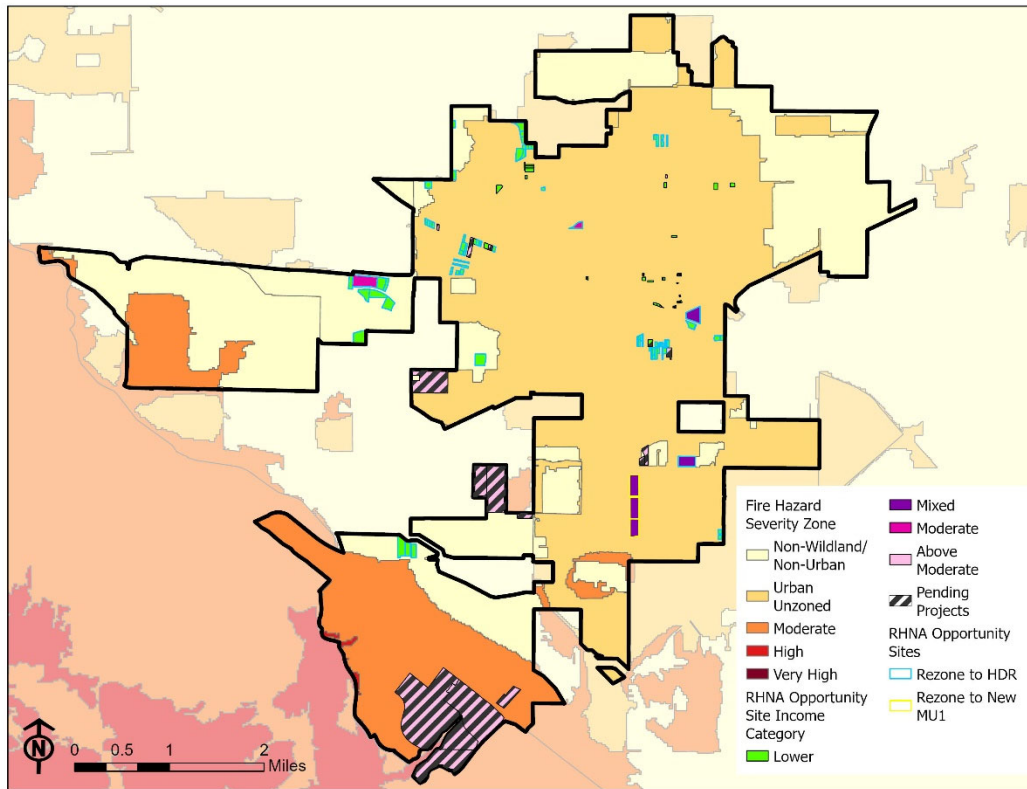 Fire Hazard
Severity Zone
Non-Wildland/
Non-Urban
Urban
Unzoned
Moderate
High
Very High
RHNA Opportunity
Site Income
Category
Lower
Mixed
Moderate
Above
Moderate
Pending
Projects
RHNA Opportunity
Sites
Rezone to HDR
Rezone to New
MU1
N
0 0.5 1 2
Miles